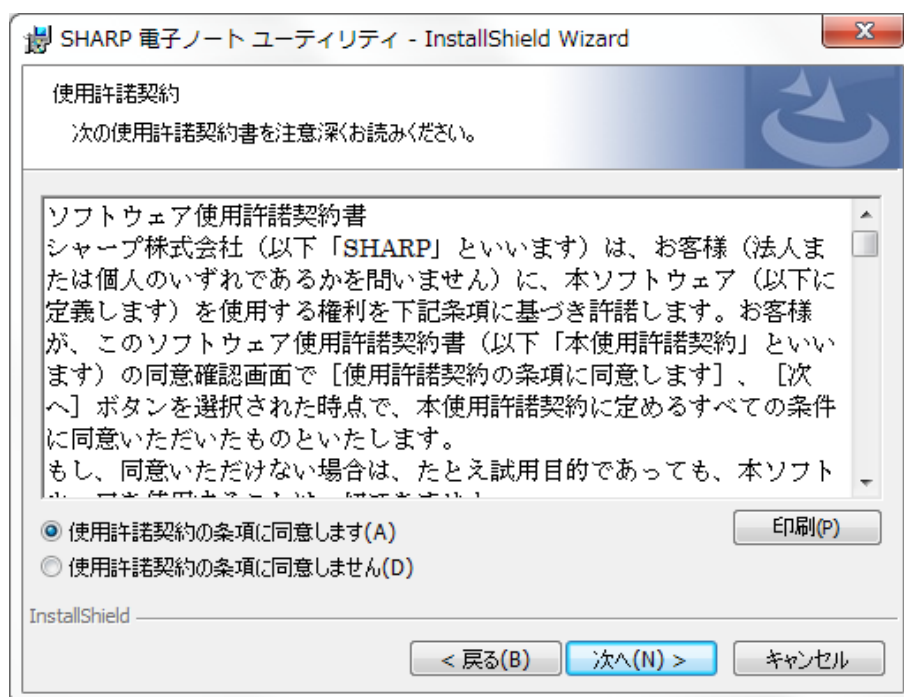 SHARP 電子ノート ユーティリティ - InstallShield Wizard
使用許諾契約
次の使用許諾契約書を注意深くお読みください。
ソフトウェア使用許諾契約書
シャープ株式会社（以下「SHARP」といいます）は、お客様（法人ま
たは個人のいずれであるかを問いません）に、本ソフトウェア（以下に
定義します）を使用する権利を下記条項に基づき許諾します。お客様
が、このソフトウェア使用許諾契約書（以下「本使用許諾契約」といい
ます）の同意確認画面で［使用許諾契約の条項に同意します］、［次
へ］ボタンを選択された時点で、本使用許諾契約に定めるすべての条件
に同意いただいたものといたします。
もし、同意いただけない場合は、たとえ試用目的であっても、本ソフト
使用許諾契約の条項に同意します(A)
印刷(P)
使用許諾契約の条項に同意しません(D)
InstallShield
< 戻る(B)
次へ(N) >
キャンセル